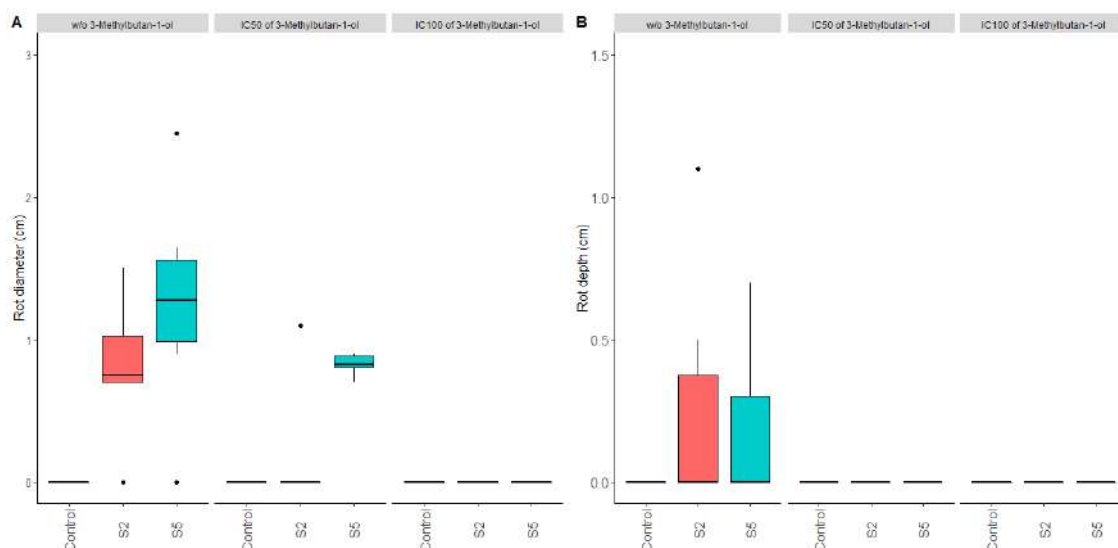 A
w/o 3-Methylbutan-1-ol
IC50 of 3-Methylbutan-1-ol
IC100 of 3-Methylbutan-1-ol
Rot diameter (cm)
3
2
1
0
Control
S2
S5
Control
S2
S5
Control
S2
S5
B
w/o 3-Methylbutan-1-ol
IC50 of 3-Methylbutan-1-ol
IC100 of 3-Methylbutan-1-ol
Rot depth (cm)
1.5
1.0
0.5
0.0
Control
S2
S5
Control
S2
S5
Control
S2
S5